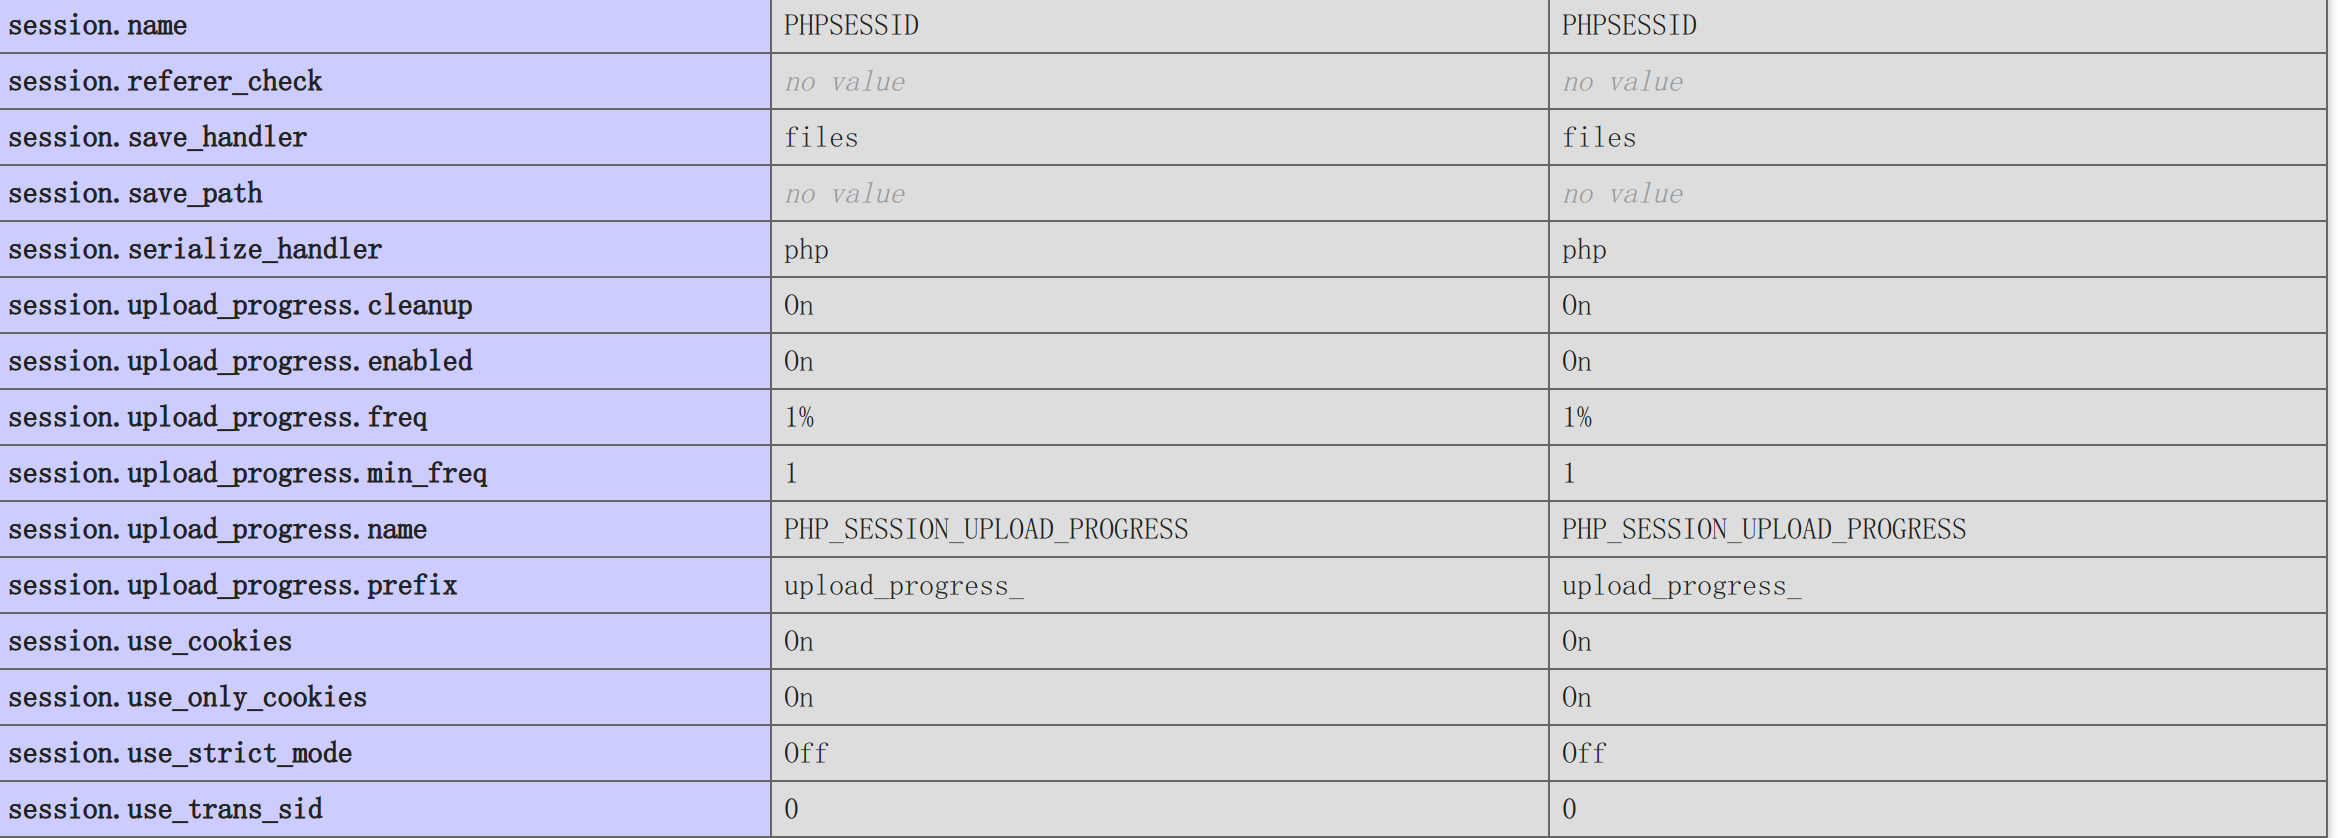 session.name PHPSESSID PHPSESSID
session.referer_check no value no value
session.save_handler files files
session.save_path no value no value
session.serialize_handler php php
session.upload_progress.cleanup On On
session.upload_progress.enabled On On
session.upload_progress.freq 1% 1%
session.upload_progress.min_freq 1 1
session.upload_progress.name PHP_SESSION_UPLOAD_PROGRESS PHP_SESSION_UPLOAD_PROGRESS
session.upload_progress.prefix upload_progress_ upload_progress_
session.use_cookies On On
session.use_only_cookies On On
session.use_strict_mode Off Off
session.use_trans_sid 0 0